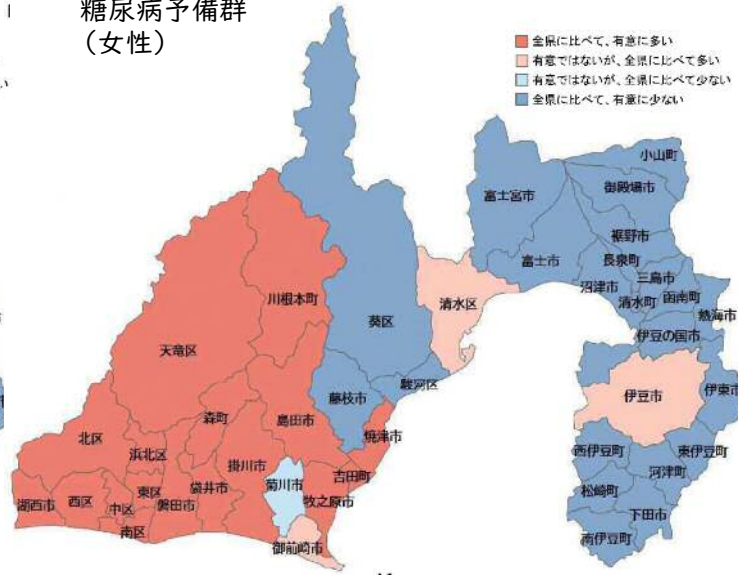 糖尿病予備群
（女性）
全県に比べて、有意に多い
有意ではないが、全県に比べて多い
有意ではないが、全県に比べて少ない
全県に比べて、有意に少ない
小山町
御殿場市
富士宮市
裾野市
長泉町
富士市
三島市
沼津市
函南町
清水町
熱海市
伊豆の国市
川根本町
清水区
葵区
天竜区
駿河区
伊豆市
伊東市
藤枝市
森町
島田市
焼津市
北区
浜北区
掛川市
西伊豆町
東伊豆町
吉田町
河津町
菊川市
袋井市
東区
松崎町
湖西市
西区
中区
磐田市
牧之原市
下田市
南区
御前崎市
南伊豆町